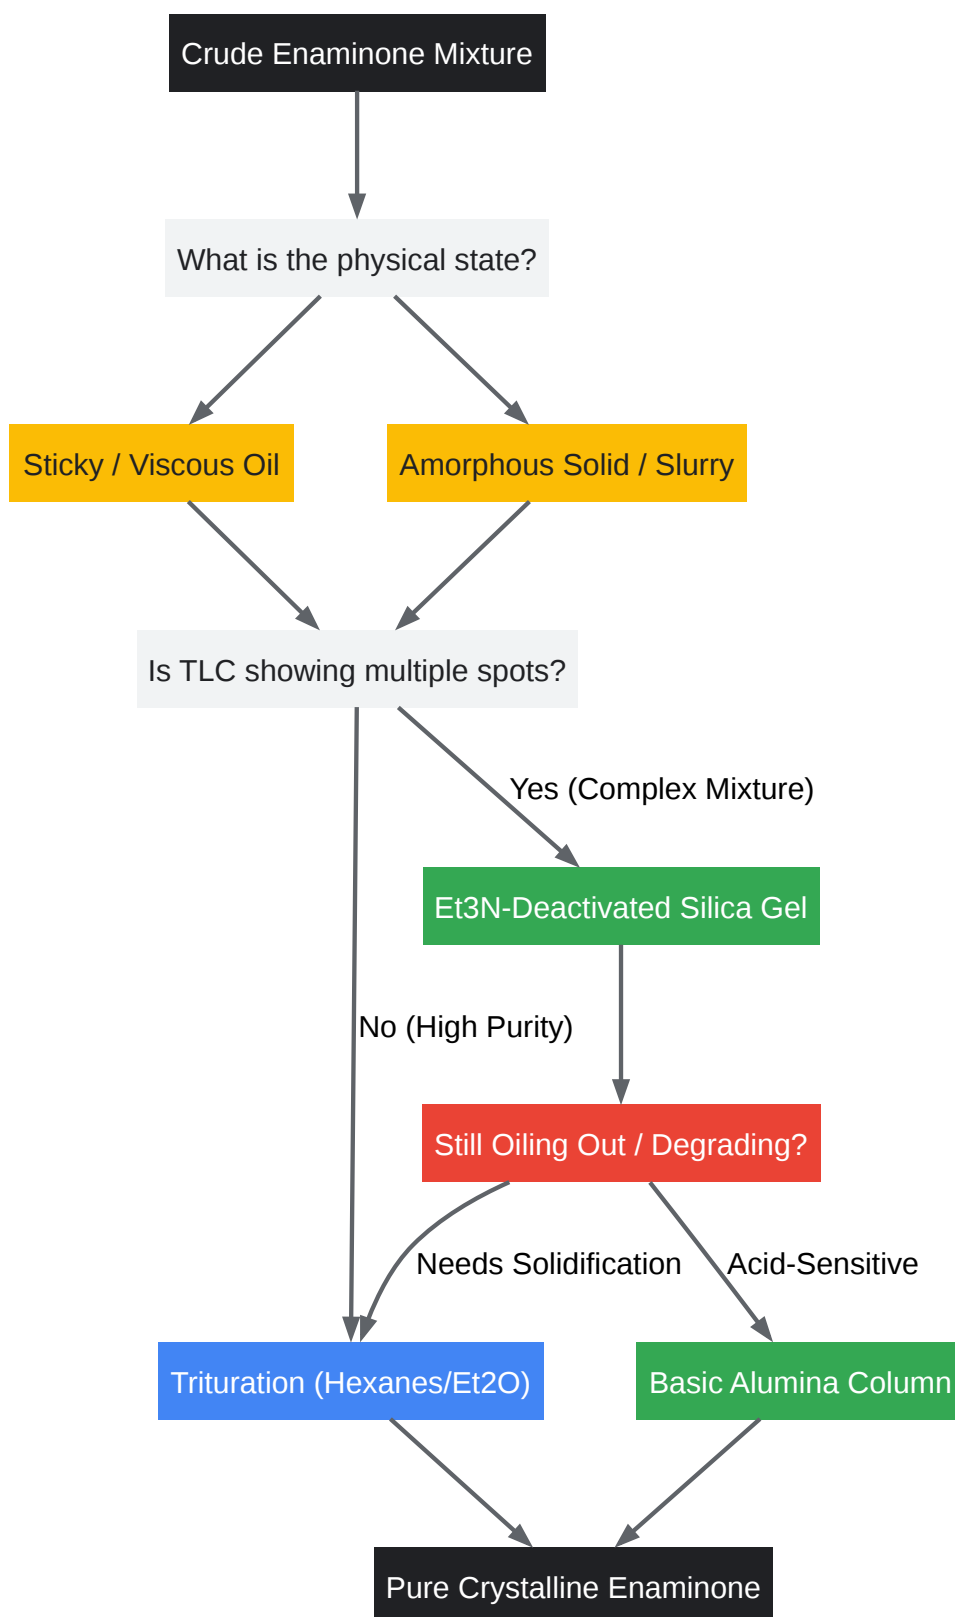 Crude Enaminone Mixture
What is the physical state?
Sticky / Viscous Oil
Amorphous Solid / Slurry
Is TLC showing multiple spots?
Yes (Complex Mixture)
Et3N-Deactivated Silica Gel
No (High Purity)
Still Oiling Out / Degrading?
Needs Solidification
Acid-Sensitive
Trituration (Hexanes/Et2O)
Basic Alumina Column
Pure Crystalline Enaminone